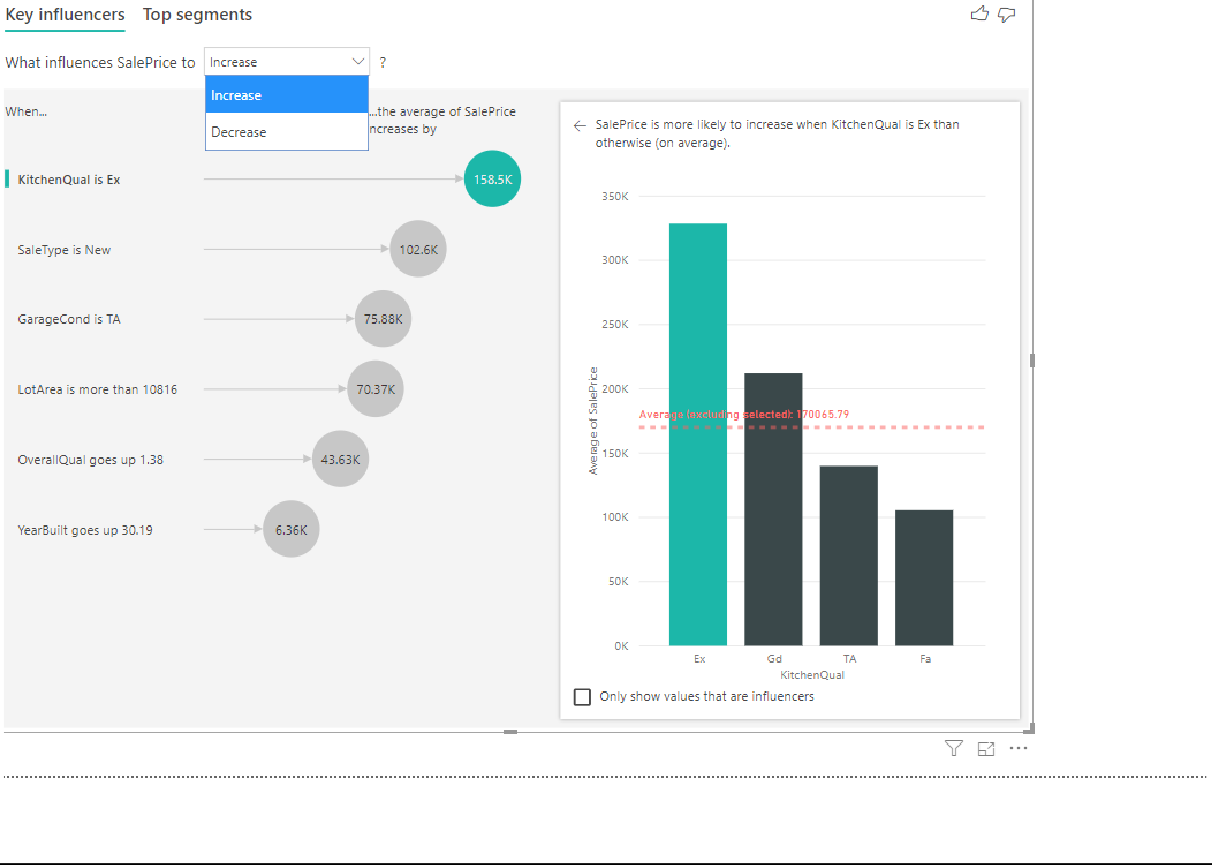 Key influencers Top segments
What influences SalePrice to Increase ?
Increase
Decrease
When...
...the average of SalePrice
ncreases by
KitchenQual is Ex 158.5K
SaleType is New 102.6K
GarageCond is TA 75.88K
LotArea is more than 10816 70.37K
OverallQual goes up 1.38 43.63K
YearBuilt goes up 30.19 6.36K
← SalePrice is more likely to increase when KitchenQual is Ex than
otherwise (on average).
350K
300K
250K
200K
150K
100K
50K
0K
Average of SalePrice
Average (excluding selected): 170065.79
Ex Gd TA Fa
KitchenQual
Only show values that are influencers